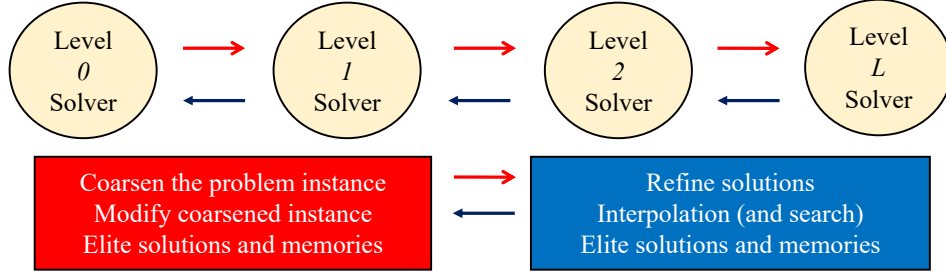 Level
0
Solver
Level
1
Solver
Level
2
Solver
Level
L
Solver
Coarsen the problem instance
Modify coarsened instance
Elite solutions and memories
Refine solutions
Interpolation (and search)
Elite solutions and memories